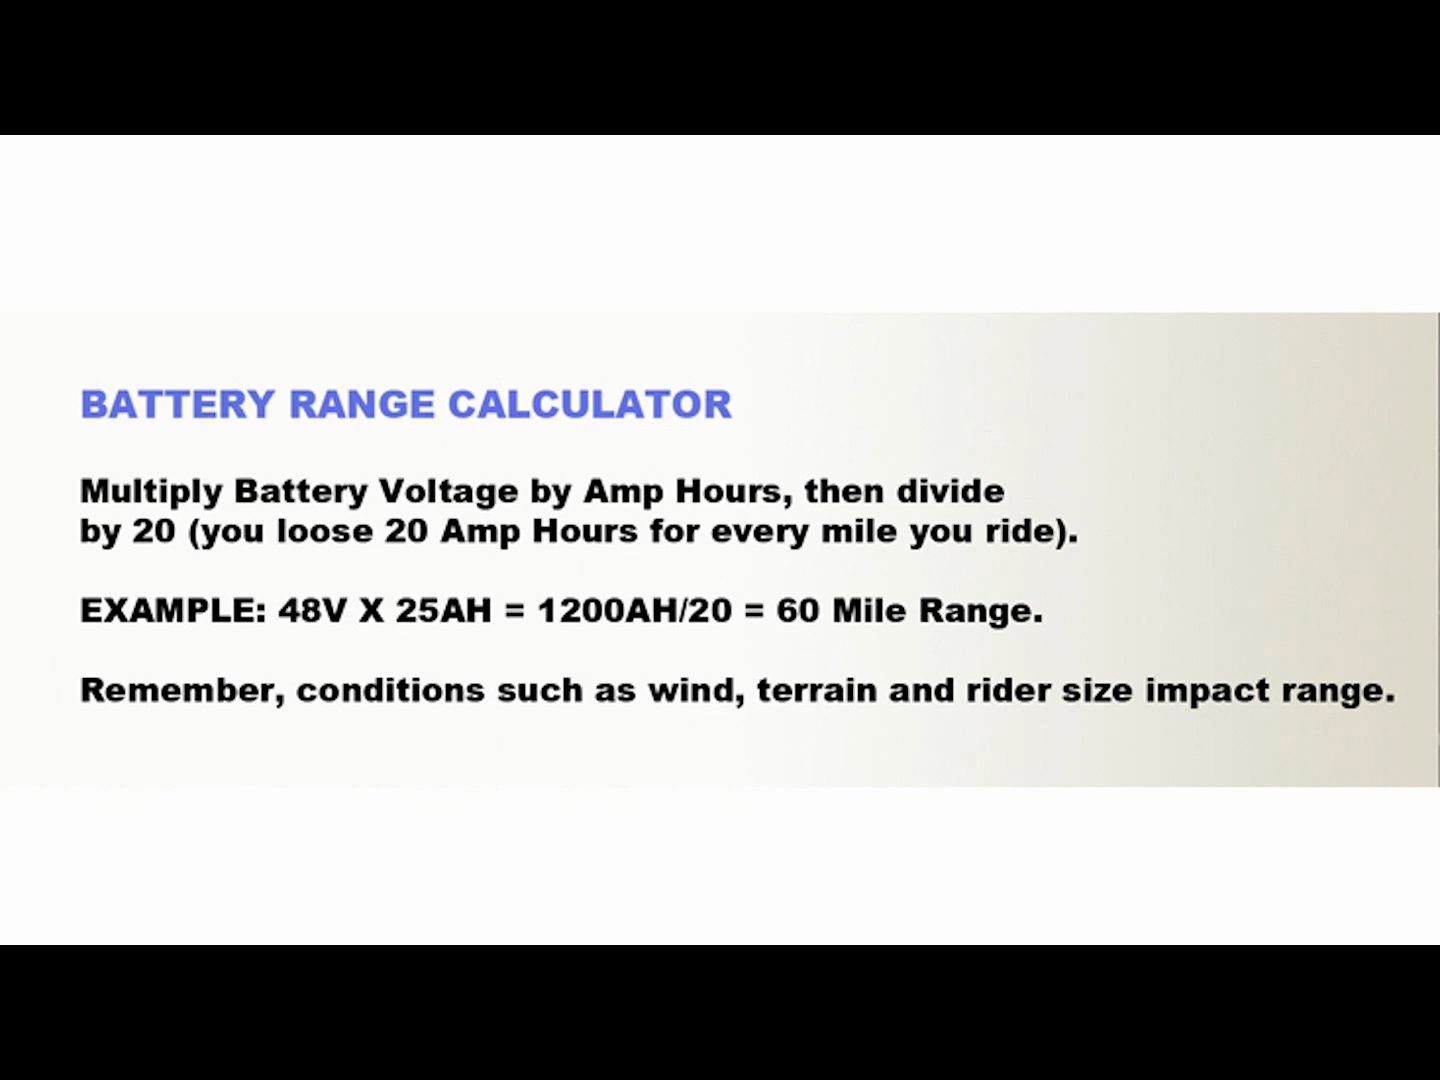 BATTERY RANGE CALCULATOR
Multiply Battery Voltage by Amp Hours, then divide
by 20 (you loose 20 Amp Hours for every mile you ride).
EXAMPLE: 48V X 25AH = 1200AH/20 = 60 Mile Range.
Remember, conditions such as wind, terrain and rider size impact range.